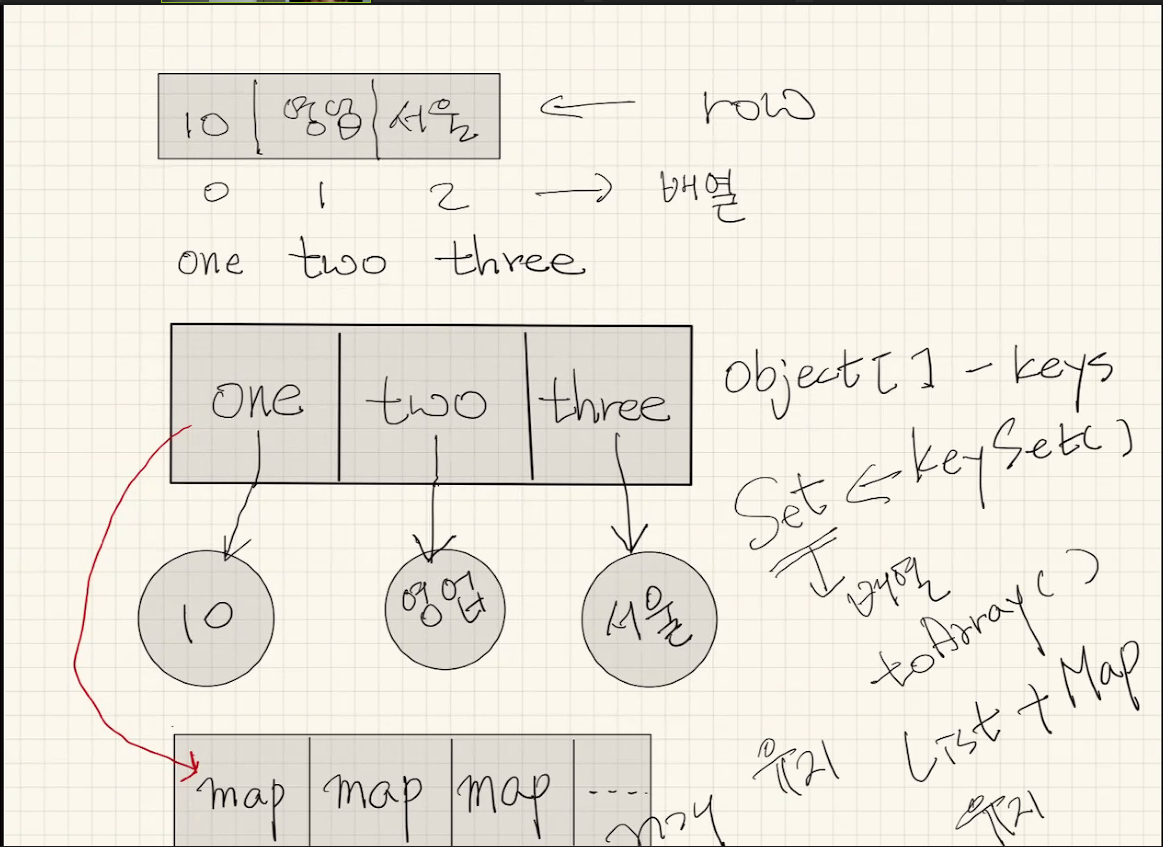 10 영업 서울 ← row
0 1 2 → 배열
one two three
one two three
Object[ ] - keys
Set ← keySet( )
배열
toArray( )
10 영업 서울
List + Map
유리
유리
map map map ----